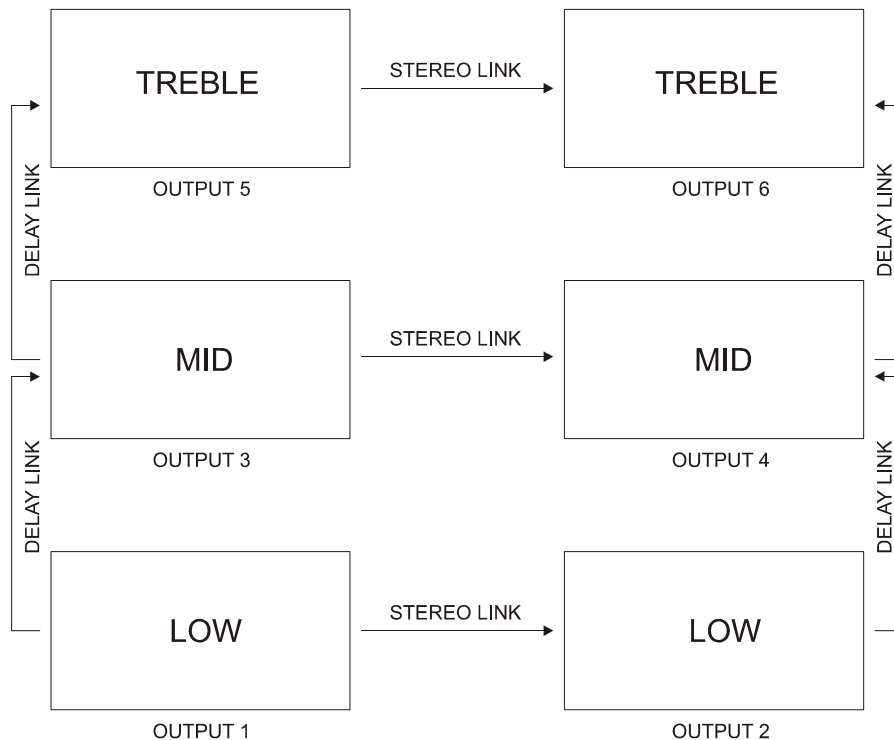 TREBLE
STEREO LINK
TREBLE
OUTPUT 5
OUTPUT 6
DELAY LINK
DELAY LINK
MID
STEREO LINK
MID
OUTPUT 3
OUTPUT 4
DELAY LINK
DELAY LINK
LOW
STEREO LINK
LOW
OUTPUT 1
OUTPUT 2